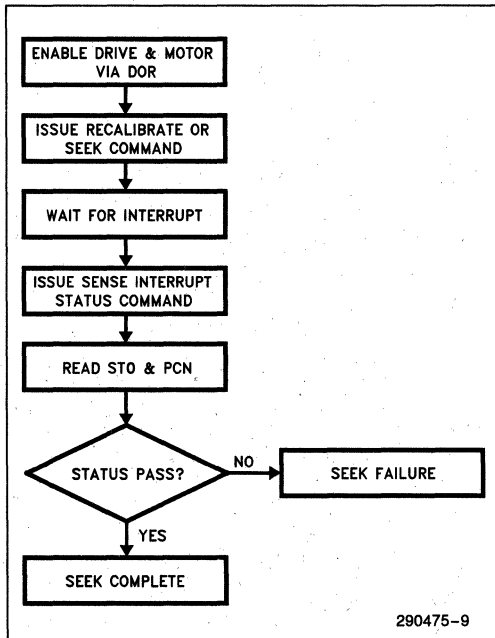 ENABLE DRIVE & MOTOR
VIA DOR
ISSUE RECALIBRATE OR
SEEK COMMAND
WAIT FOR INTERRUPT
ISSUE SENSE INTERRUPT
STATUS COMMAND
READ ST0 & PCN
STATUS PASS?
NO
SEEK FAILURE
YES
SEEK COMPLETE
290475-9